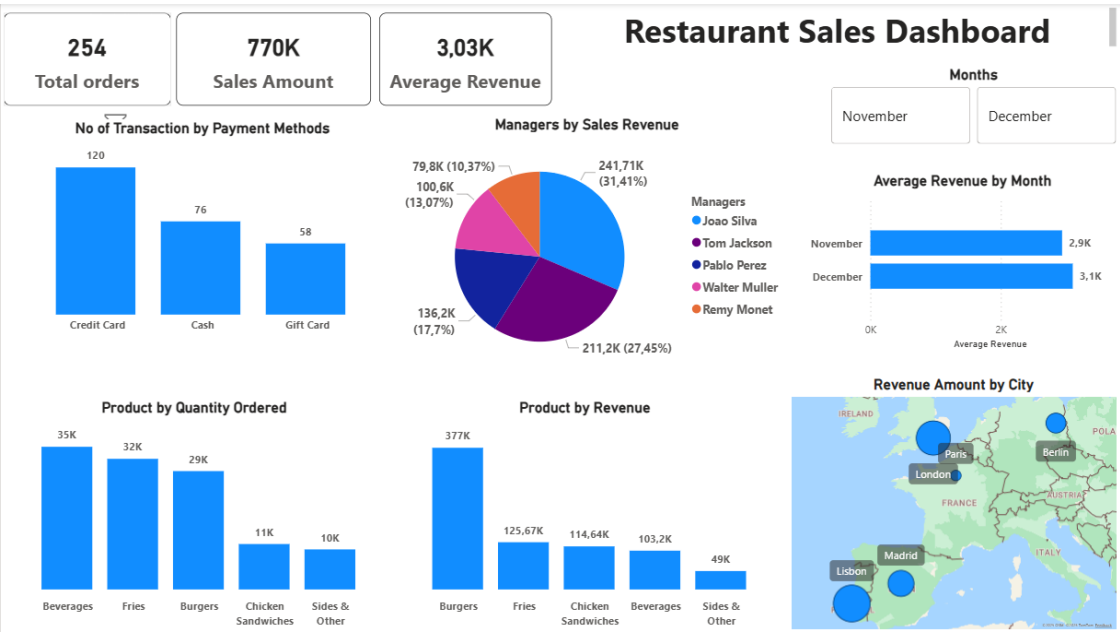 Restaurant Sales Dashboard
254
Total orders
770K
Sales Amount
3,03K
Average Revenue
Months
November
December
No of Transaction by Payment Methods
120
76
58
Credit Card
Cash
Gift Card
Managers by Sales Revenue
79,8K (10,37%)
100,6K
(13,07%)
136,2K
(17,7%)
241,71K
(31,41%)
211,2K (27,45%)
Managers
Joao Silva
Tom Jackson
Pablo Perez
Walter Muller
Remy Monet
Average Revenue by Month
November
2,9K
December
3,1K
0K
2K
Average Revenue
Product by Quantity Ordered
35K
32K
29K
11K
10K
Beverages
Fries
Burgers
Chicken
Sandwiches
Sides &
Other
Product by Revenue
377K
125,67K
114,64K
103,2K
49K
Burgers
Fries
Chicken
Sandwiches
Beverages
Sides &
Other
Revenue Amount by City
IRELAND
POLA
Paris
Berlin
London
FRANCE
AUSTRIA
ITALY
Madrid
Lisbon